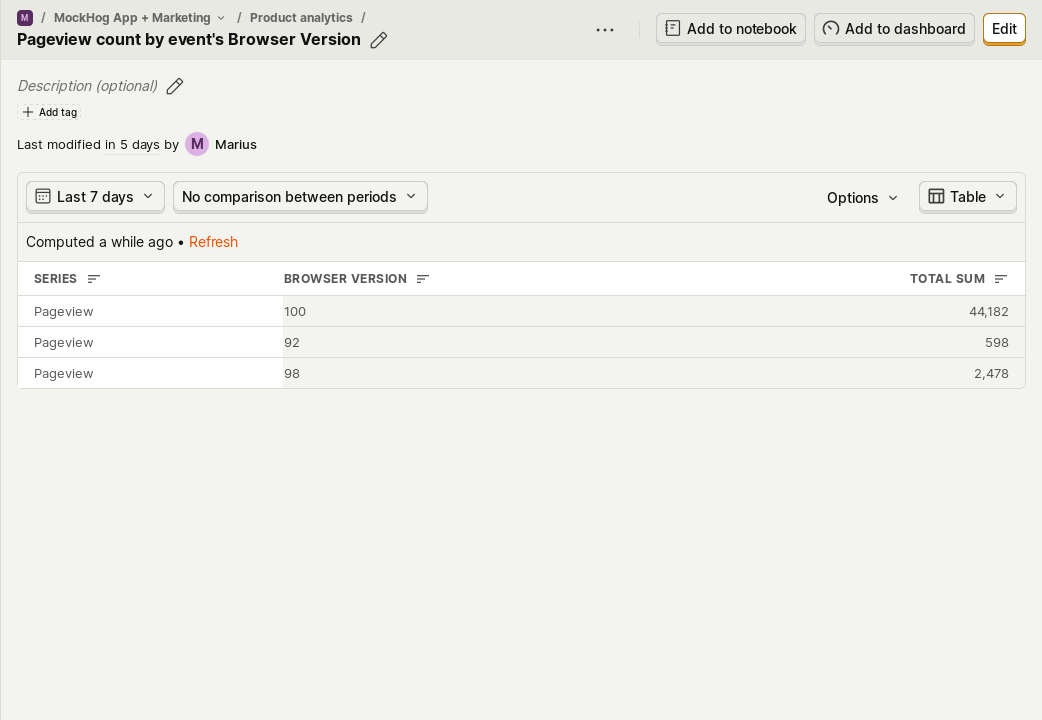 M / MockHog App + Marketing / Product analytics /
Pageview count by event's Browser Version
Add to notebook
Add to dashboard
Edit
Description (optional)
Add tag
Last modified in 5 days by M Marius
Last 7 days
No comparison between periods
Options
Table
Computed a while ago • Refresh
SERIES BROWSER VERSION TOTAL SUM
Pageview 100 44,182
Pageview 92 598
Pageview 98 2,478